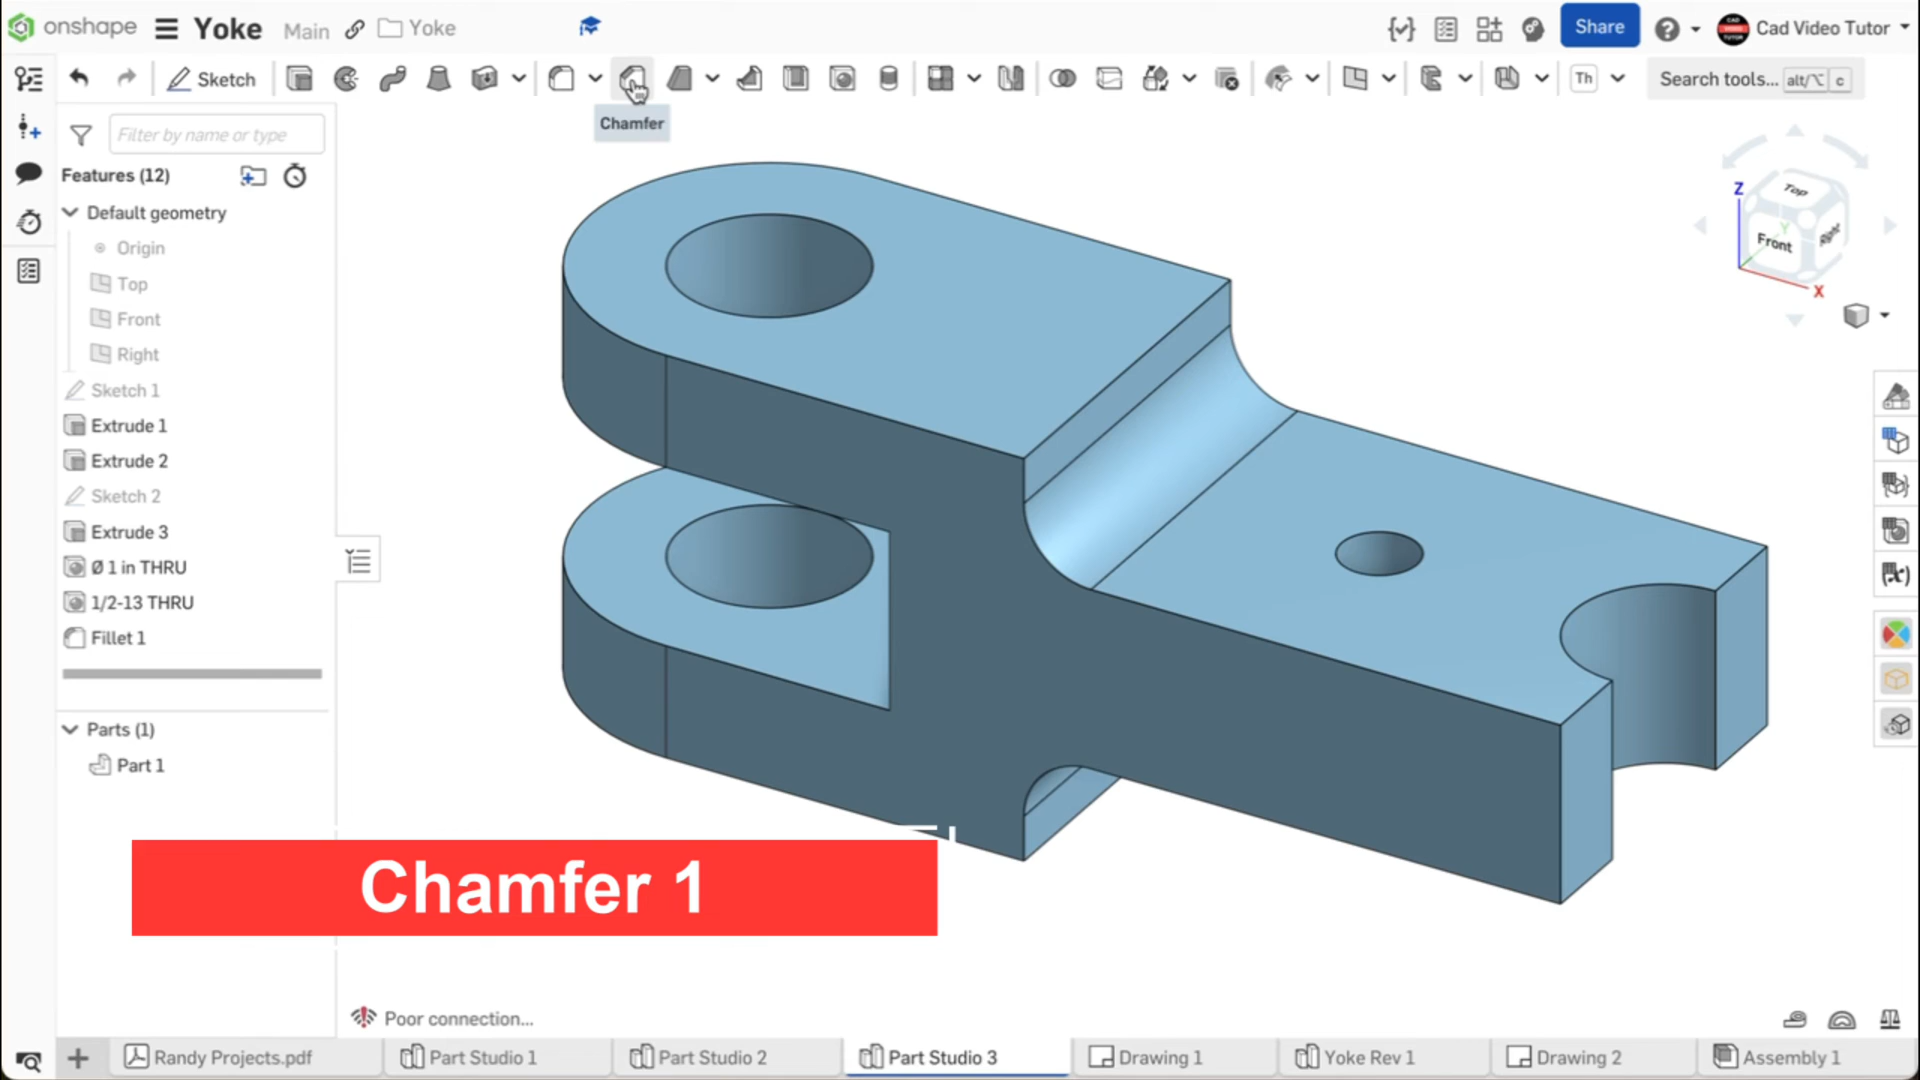 onshape
Yoke
Main
Yoke
Share
Cad Video Tutor
Sketch
Th
Search tools... alt/⌥ c
Chamfer
Filter by name or type
Features (12)
Default geometry
Origin
Top
Front
Right
Sketch 1
Extrude 1
Extrude 2
Sketch 2
Extrude 3
Ø 1 in THRU
1/2-13 THRU
Fillet 1
Parts (1)
Part 1
Z
Top
Y
Front
Right
X
Chamfer 1
Poor connection...
Randy Projects.pdf
Part Studio 1
Part Studio 2
Part Studio 3
Drawing 1
Yoke Rev 1
Drawing 2
Assembly 1